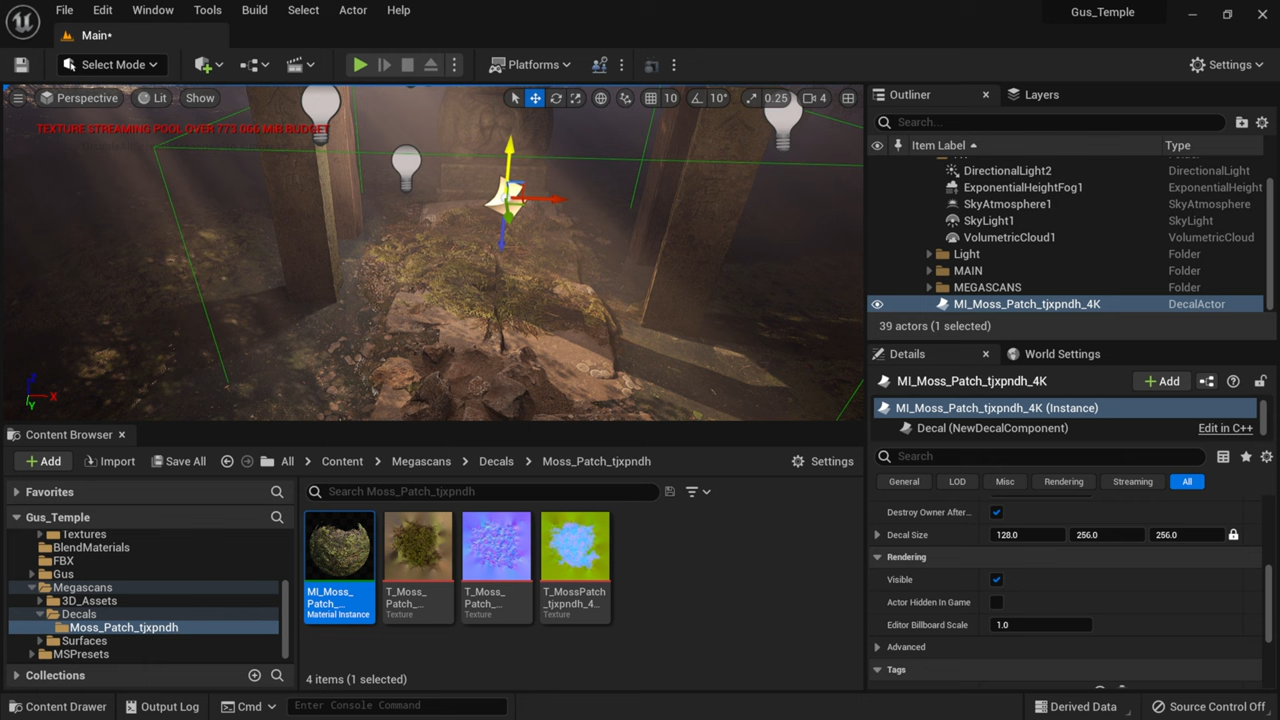 File Edit Window Tools Build Select Actor Help
Gus_Temple
Main*
Select Mode
Platforms
Settings
Perspective Lit Show
10 10° 0.25 4
TEXTURE STREAMING POOL OVER 773.066 MiB BUDGET
X
Y
Outliner Layers
Search...
Item Label Type
DirectionalLight2 DirectionalLight
ExponentialHeightFog1 ExponentialHeight
SkyAtmosphere1 SkyAtmosphere
SkyLight1 SkyLight
VolumetricCloud1 VolumetricCloud
Light Folder
MAIN Folder
MEGASCANS Folder
MI_Moss_Patch_tjxpndh_4K DecalActor
39 actors (1 selected)
Details World Settings
MI_Moss_Patch_tjxpndh_4K
Add
MI_Moss_Patch_tjxpndh_4K (Instance)
Decal (NewDecalComponent) Edit in C++
Search
General LOD Misc Rendering Streaming All
Destroy Owner After...
Decal Size 128.0 256.0 256.0
Rendering
Visible
Actor Hidden In Game
Editor Billboard Scale 1.0
Advanced
Tags
Content Browser
Add Import Save All All Content Megascans Decals Moss_Patch_tjxpndh Settings
Favorites
Gus_Temple
Textures
BlendMaterials
FBX
Gus
Megascans
3D_Assets
Decals
Moss_Patch_tjxpndh
Surfaces
MSPresets
Collections
Search Moss_Patch_tjxpndh
MI_Moss_
Patch_...
Material Instance
T_Moss_
Patch_...
Texture
T_Moss_
Patch_...
Texture
T_MossPatch
_tjxpndh_4...
Texture
4 items (1 selected)
Content Drawer Output Log Cmd Enter Console Command Derived Data Source Control Off